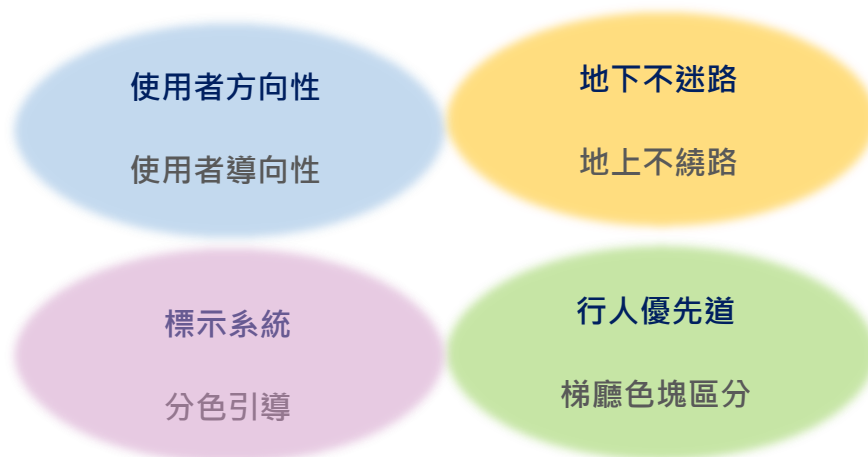 使用者方向性
使用者導向性
地下不迷路
地上不繞路
標示系統
分色引導
行人優先道
梯廳色塊區分